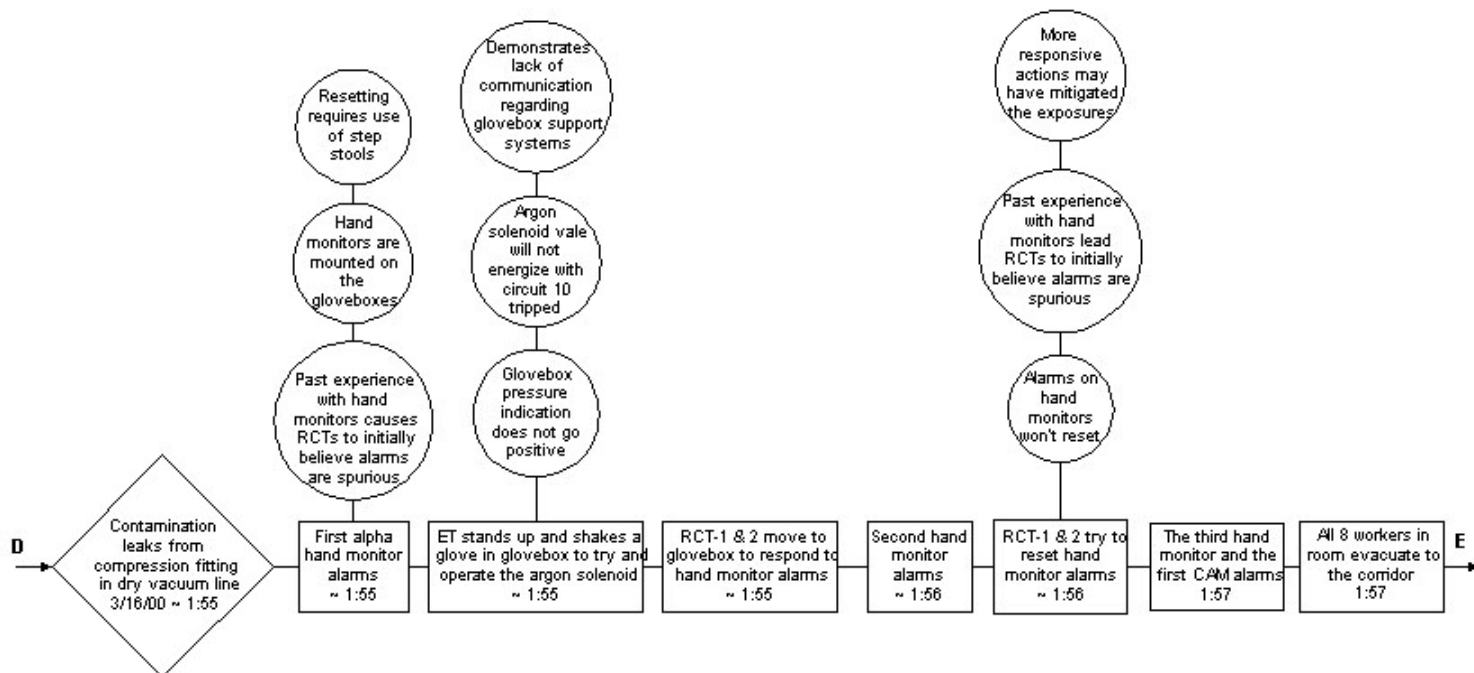 Resetting
requires use
of step
stools
Hand
monitors are
mounted on
the
gloveboxes
Past experience
with hand
monitors causes
RCTs to initially
believe alarms
are spurious
Demonstrates
lack of
communication
regarding
glovebox support
systems
Argon
solenoid vale
will not
energize with
circuit 10
tripped
Glovebox
pressure
indication
does not go
positive
More
responsive
actions may
have mitigated
the exposures
Past experience
with hand
monitors lead
RCTs to initially
believe alarms are
spurious
Alarms on
hand
monitors
won't reset
D
Contamination
leaks from
compression fitting
in dry vacuum line
3/16/00 ~ 1:55
First alpha
hand monitor
alarms
~ 1:55
ET stands up and shakes a
glove in glovebox to try and
operate the argon solenoid
~ 1:55
RCT-1 & 2 move to
glovebox to respond to
hand monitor alarms
~ 1:55
Second hand
monitor alarms
~ 1:56
RCT-1 & 2 try to
reset hand
monitor alarms
~ 1:56
The third hand
monitor and the
first CAM alarms
1:57
All 8 workers in
room evacuate to
the corridor
1:57
E